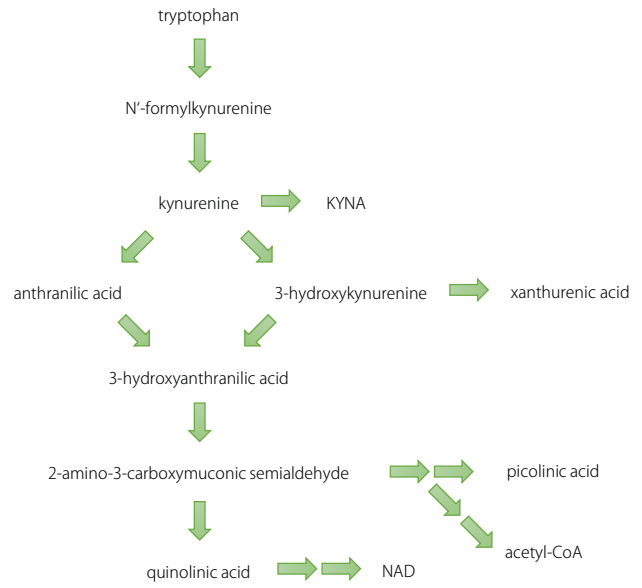 tryptophan
N'-formylkynurenine
kynurenine
KYNA
anthranilic acid
3-hydroxykynurenine
xanthurenic acid
3-hydroxyanthranilic acid
2-amino-3-carboxymuconic semialdehyde
picolinic acid
acetyl-CoA
quinolinic acid
NAD